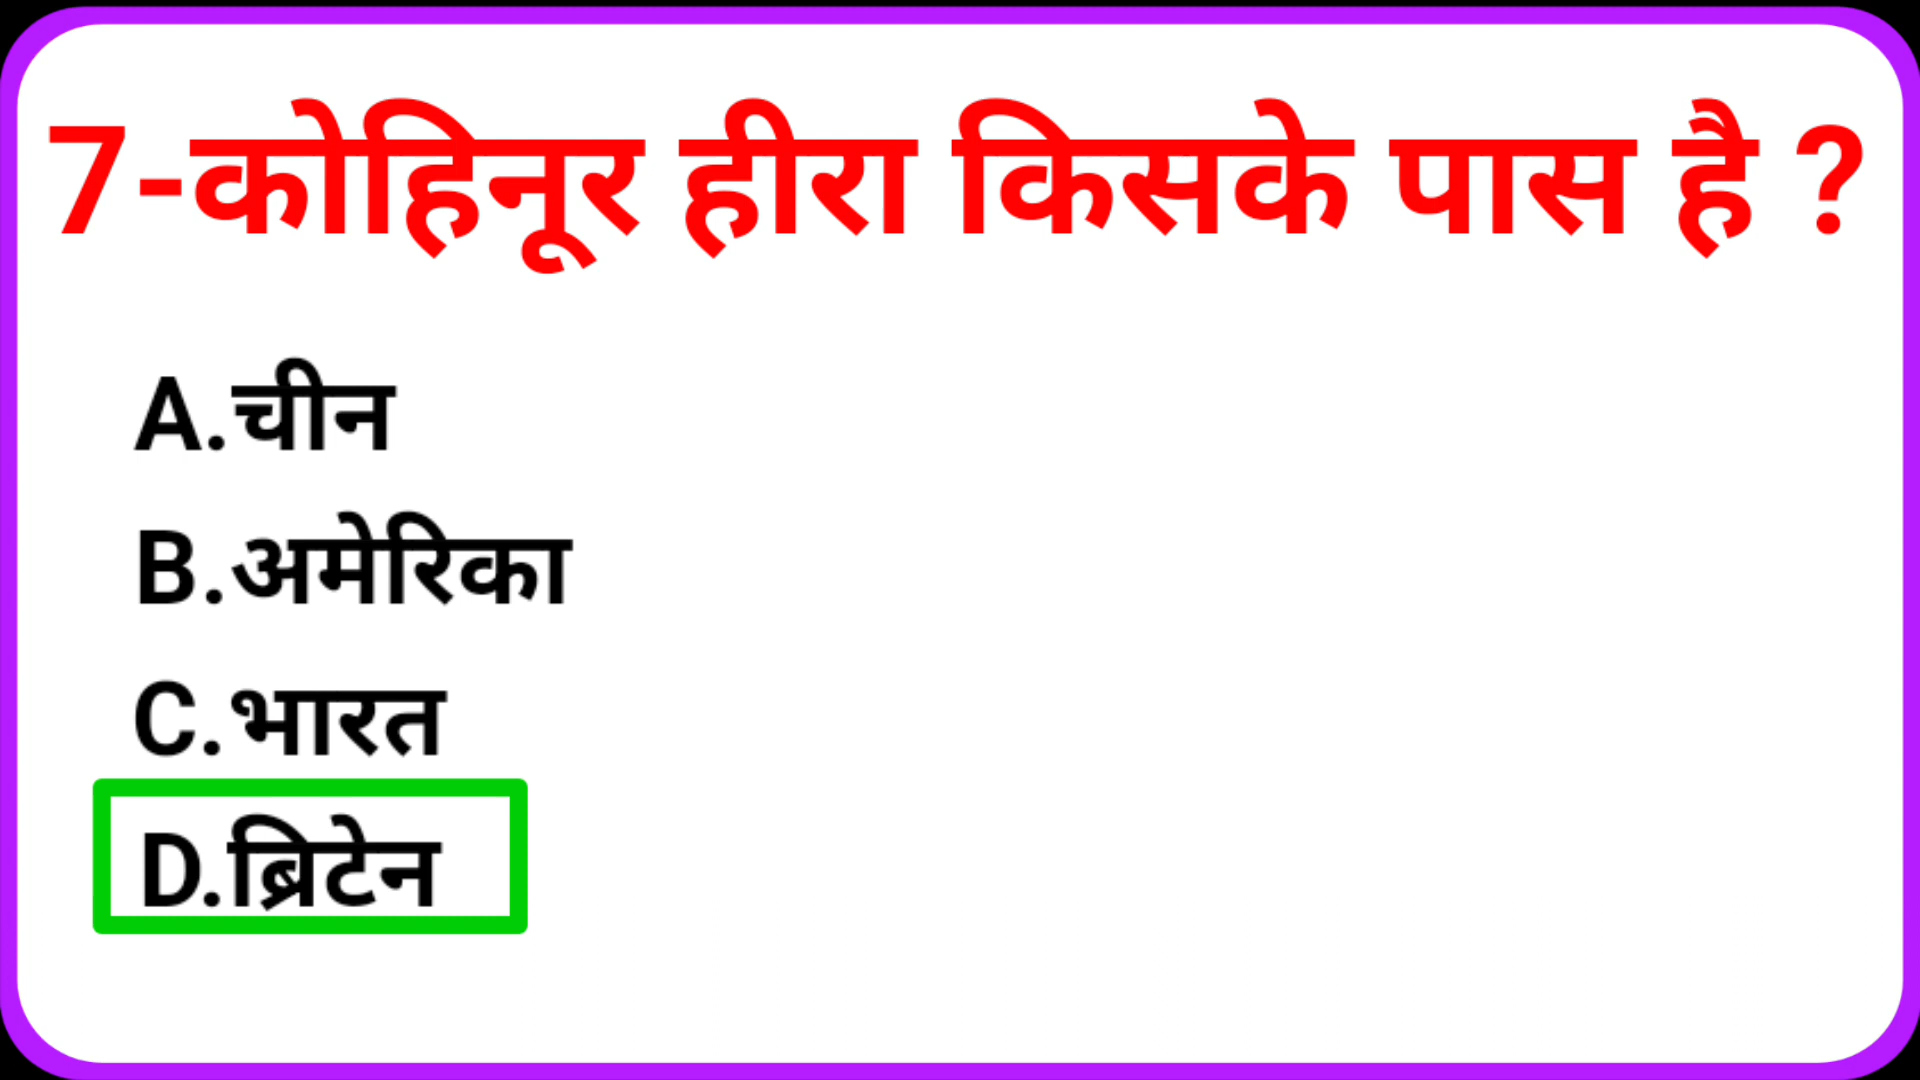 7-कोहिनूर हीरा किसके पास है ?
A.चीन
B.अमेरिका
C.भारत
D.ब्रिटेन